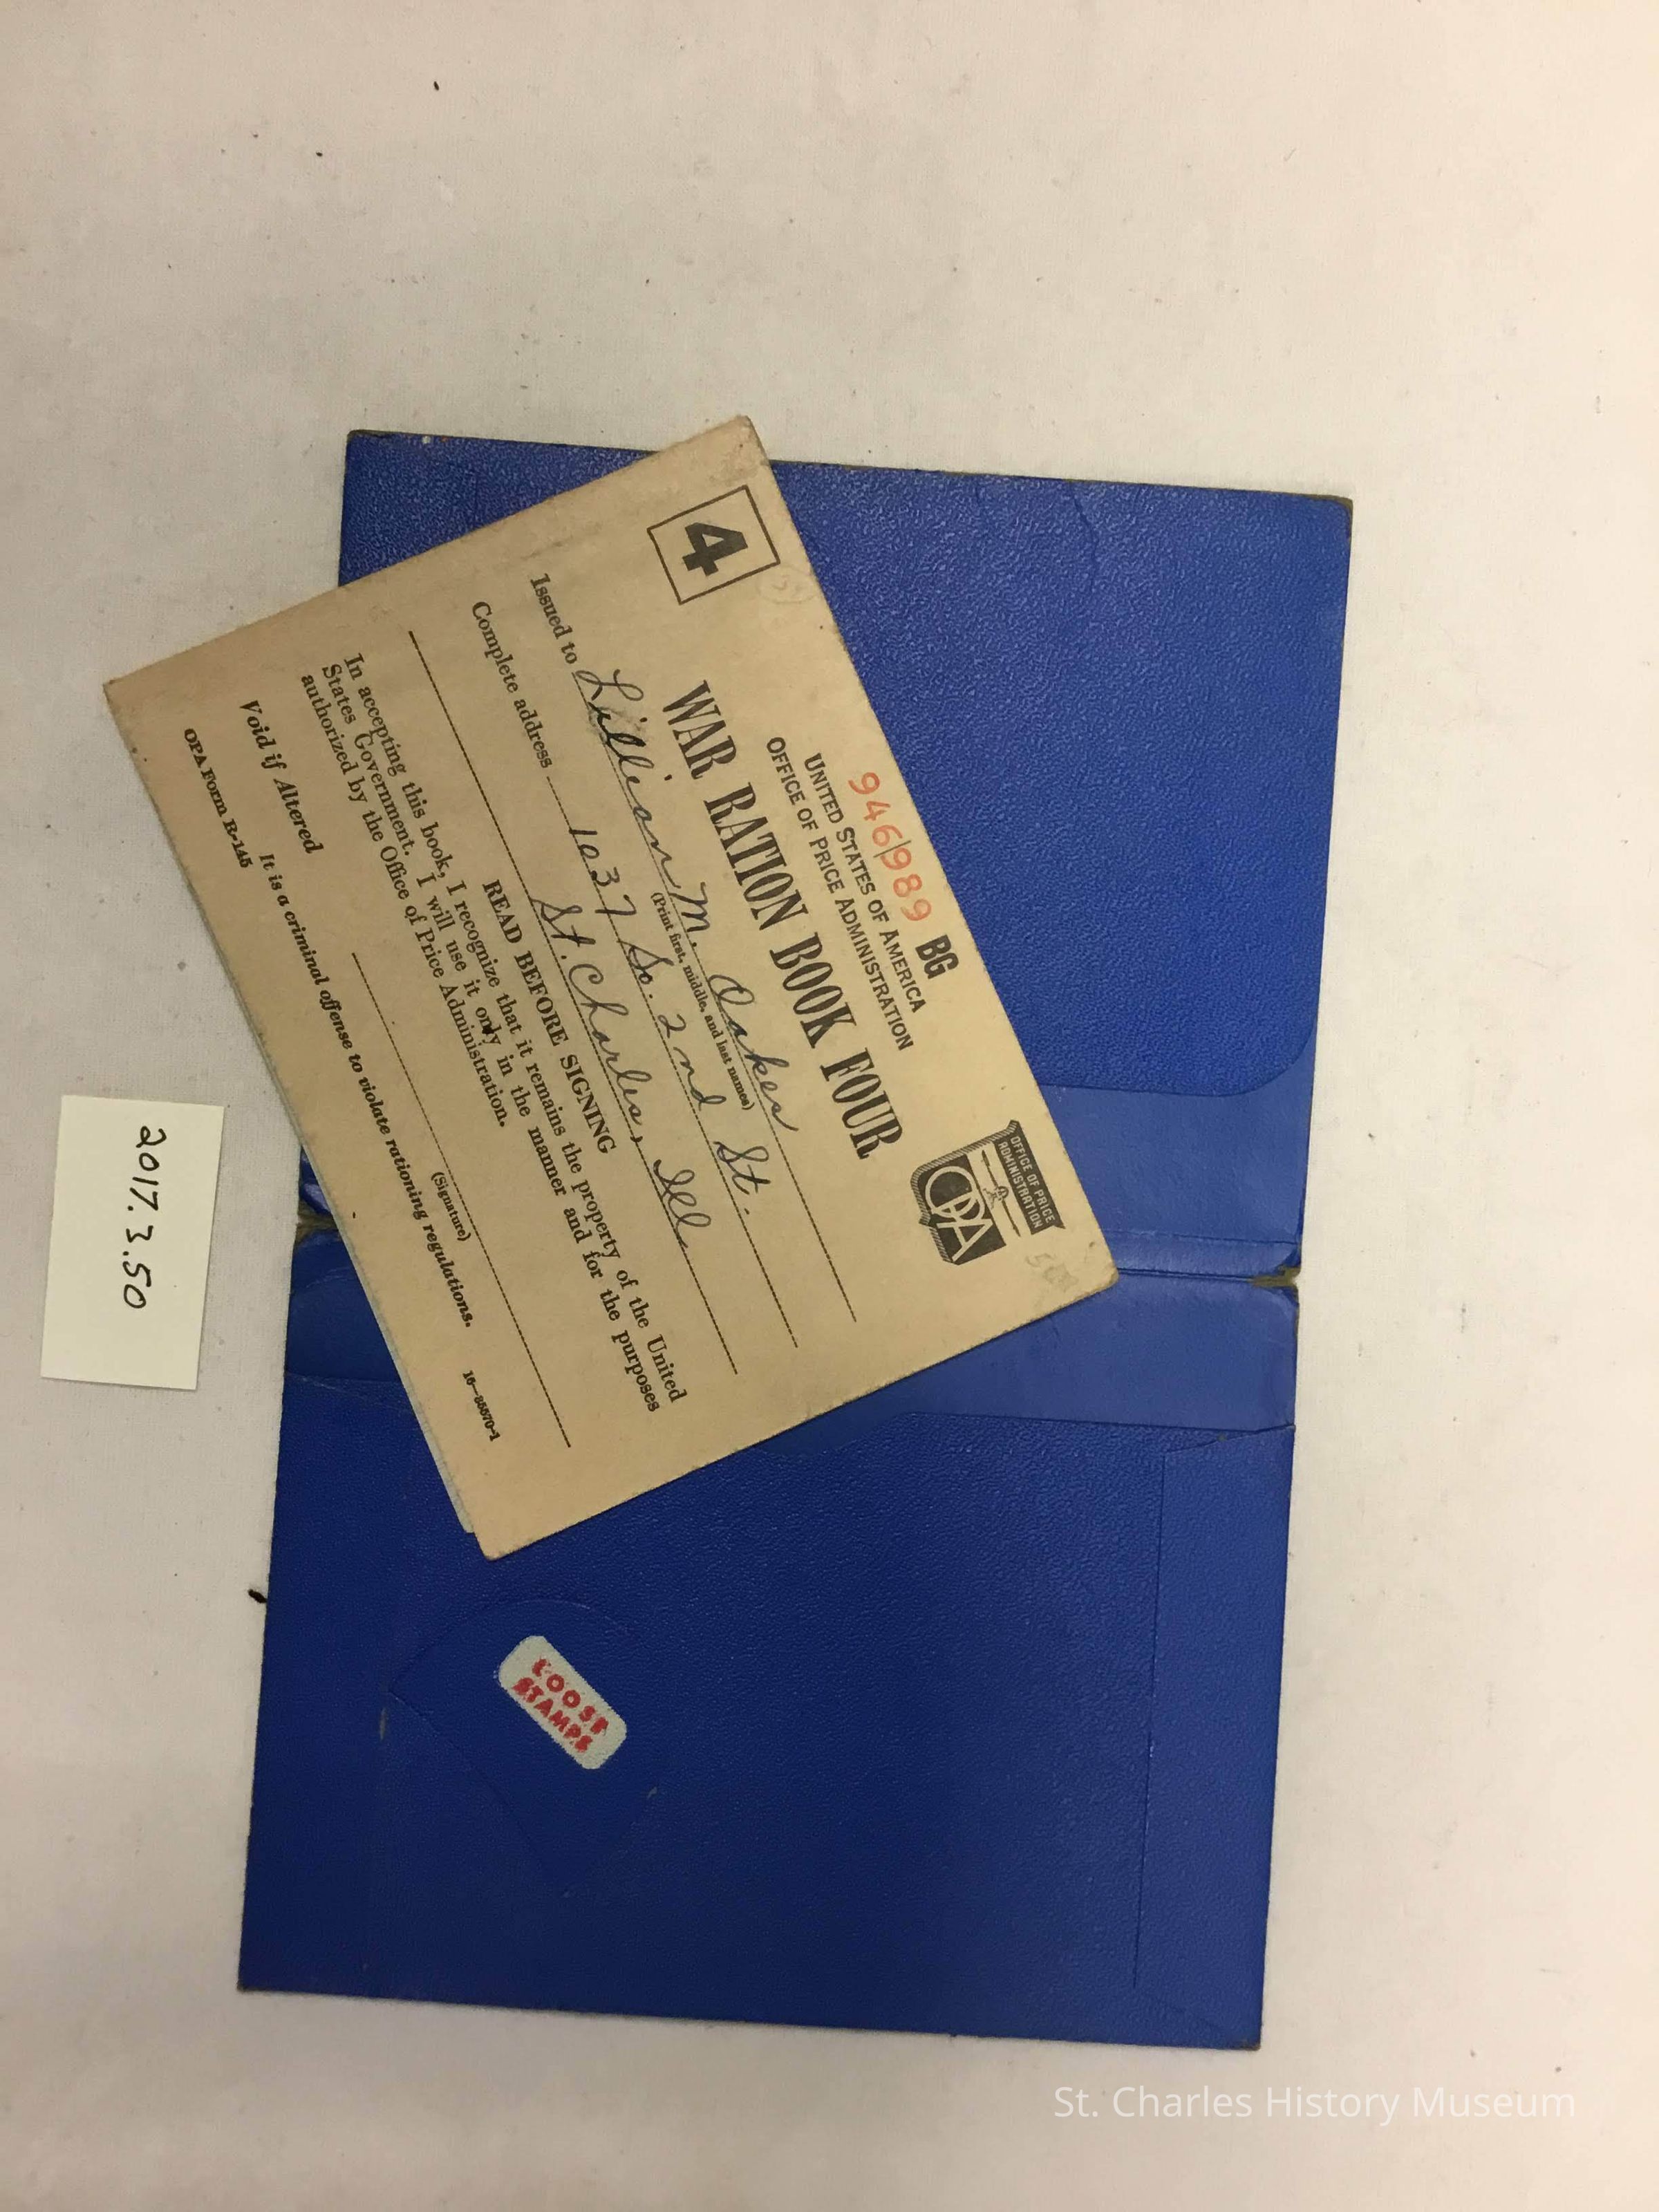 4
946989 BG
UNITED STATES OF AMERICA
OFFICE OF PRICE ADMINISTRATION
WAR RATION BOOK FOUR
OFFICE OF PRICE
ADMINISTRATION
OPA
Issued to Lillian M. Oakes
(Print first, middle, and last names)
Complete address 1037 So. 2nd St.
St. Charles, Ill
READ BEFORE SIGNING
In accepting this book, I recognize that it remains the property of the United
States Government. I will use it only in the manner and for the purposes
authorized by the Office of Price Administration.
(Signature)
Void if Altered
It is a criminal offense to violate rationing regulations.
OPA Form R-145
16—35570-1
LOOSE
STAMPS
2017.3.50
St. Charles History Museum